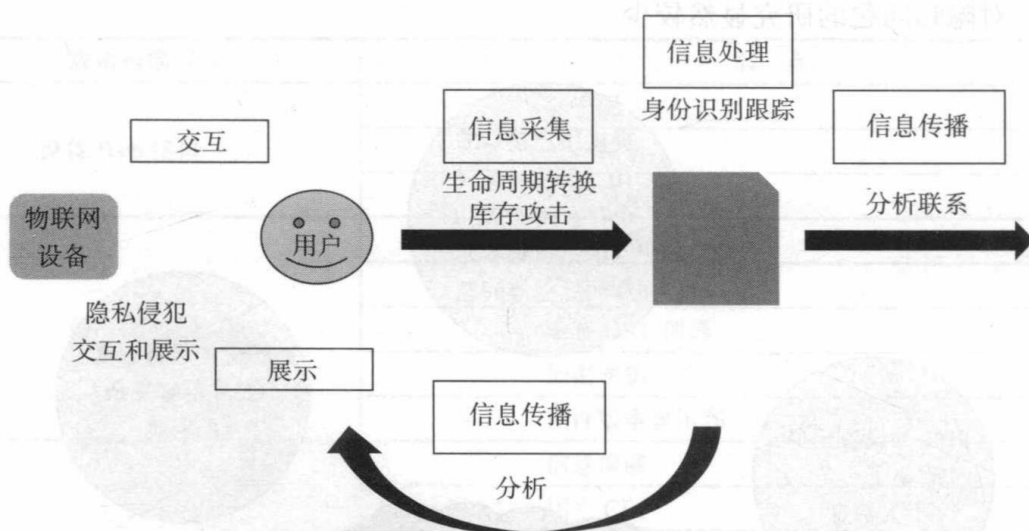 信息处理
身份识别跟踪
信息采集
信息传播
交互
生命周期转换
库存攻击
分析联系
物联网
设备
用户
隐私侵犯
交互和展示
展示
信息传播
分析